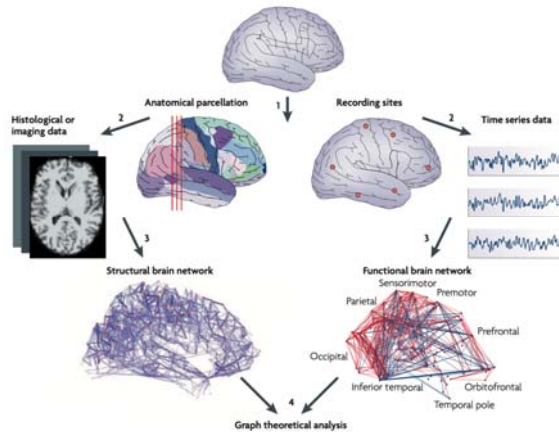 Anatomical parcellation
1
Recording sites
2
Histological or
imaging data
2
Time series data
3
3
Structural brain network
Functional brain network
Sensorimotor
Premotor
Parietal
Prefrontal
Occipital
Inferior temporal
Orbitofrontal
Temporal pole
4
Graph theoretical analysis